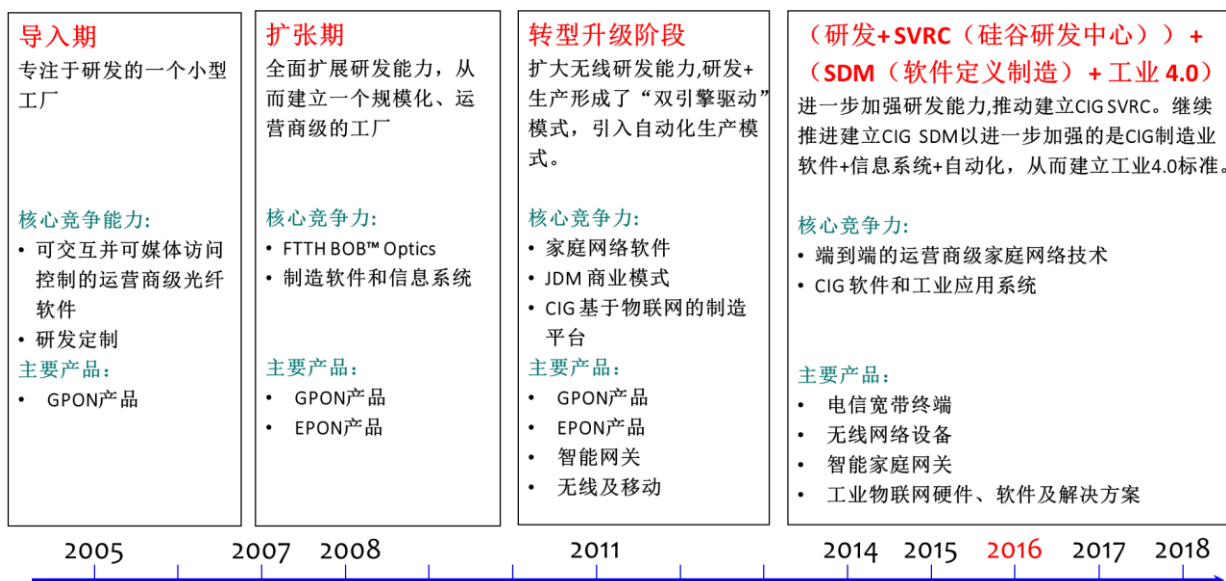 导入期
专注于研发的一个小型
工厂
核心竞争能力:
• 可交互并可媒体访问
控制的运营商级光纤
软件
• 研发定制
主要产品:
• GPON产品
扩张期
全面扩展研发能力，从
而建立一个规模化、运
营商级的工厂
核心竞争力:
• FTTH BOB™ Optics
• 制造软件和信息系统
主要产品:
• GPON产品
• EPON产品
转型升级阶段
扩大无线研发能力,研发+
生产形成了“双引擎驱动”
模式，引入自动化生产模
式。
核心竞争力:
• 家庭网络软件
• JDM 商业模式
• CIG 基于物联网的制造
平台
主要产品:
• GPON产品
• EPON产品
• 智能网关
• 无线及移动
（研发+SVRC（硅谷研发中心））+
（SDM（软件定义制造）+工业 4.0）
进一步加强研发能力,推动建立CIG SVRC。继续
推进建立CIG SDM以进一步加强的是CIG制造业
软件+信息系统+自动化，从而建立工业4.0标准。
核心竞争力:
• 端到端的运营商级家庭网络技术
• CIG 软件和工业应用系统
主要产品:
• 电信宽带终端
• 无线网络设备
• 智能家庭网关
• 工业物联网硬件、软件及解决方案
2005 2007 2008 2011 2014 2015 2016 2017 2018